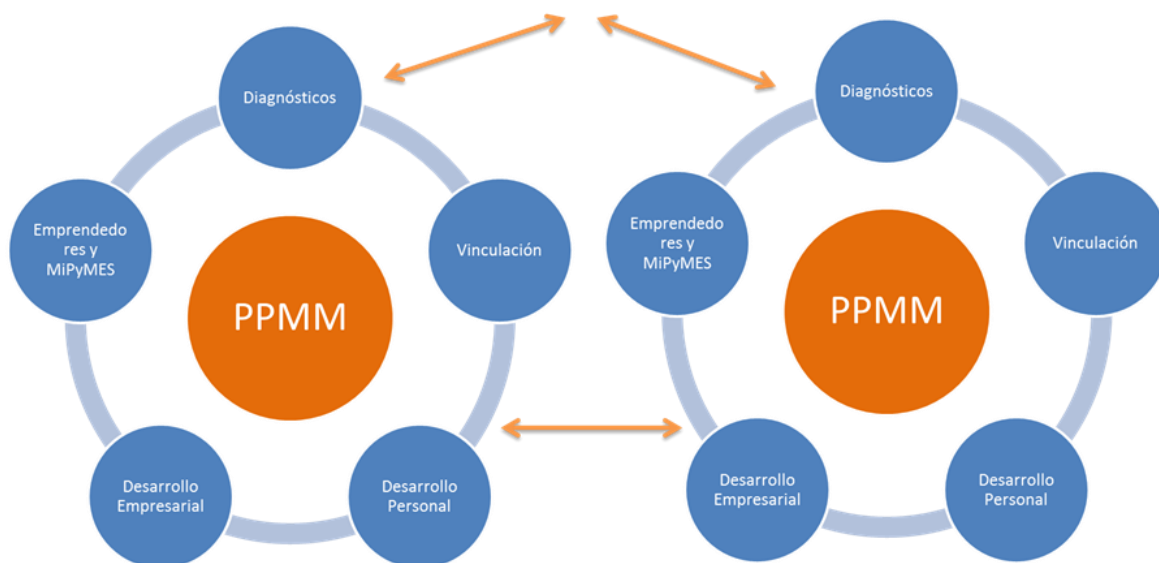 Diagnósticos
Vinculación
Desarrollo
Personal
Desarrollo
Empresarial
Emprendedo
res y
MiPyMES
PPMM
Diagnósticos
Vinculación
Desarrollo
Personal
Desarrollo
Empresarial
Emprendedo
res y
MiPyMES
PPMM